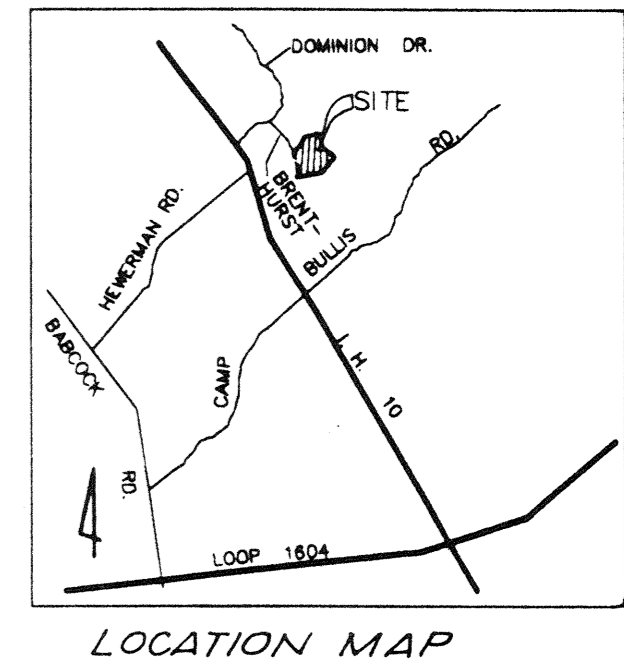 DOMINION DR.
SITE
RD.
BRENT-
HURST
HEWERMAN RD.
BULLIS
BABCOCK
CAMP
I. H. 10
RD.
LOOP 1604
LOCATION MAP